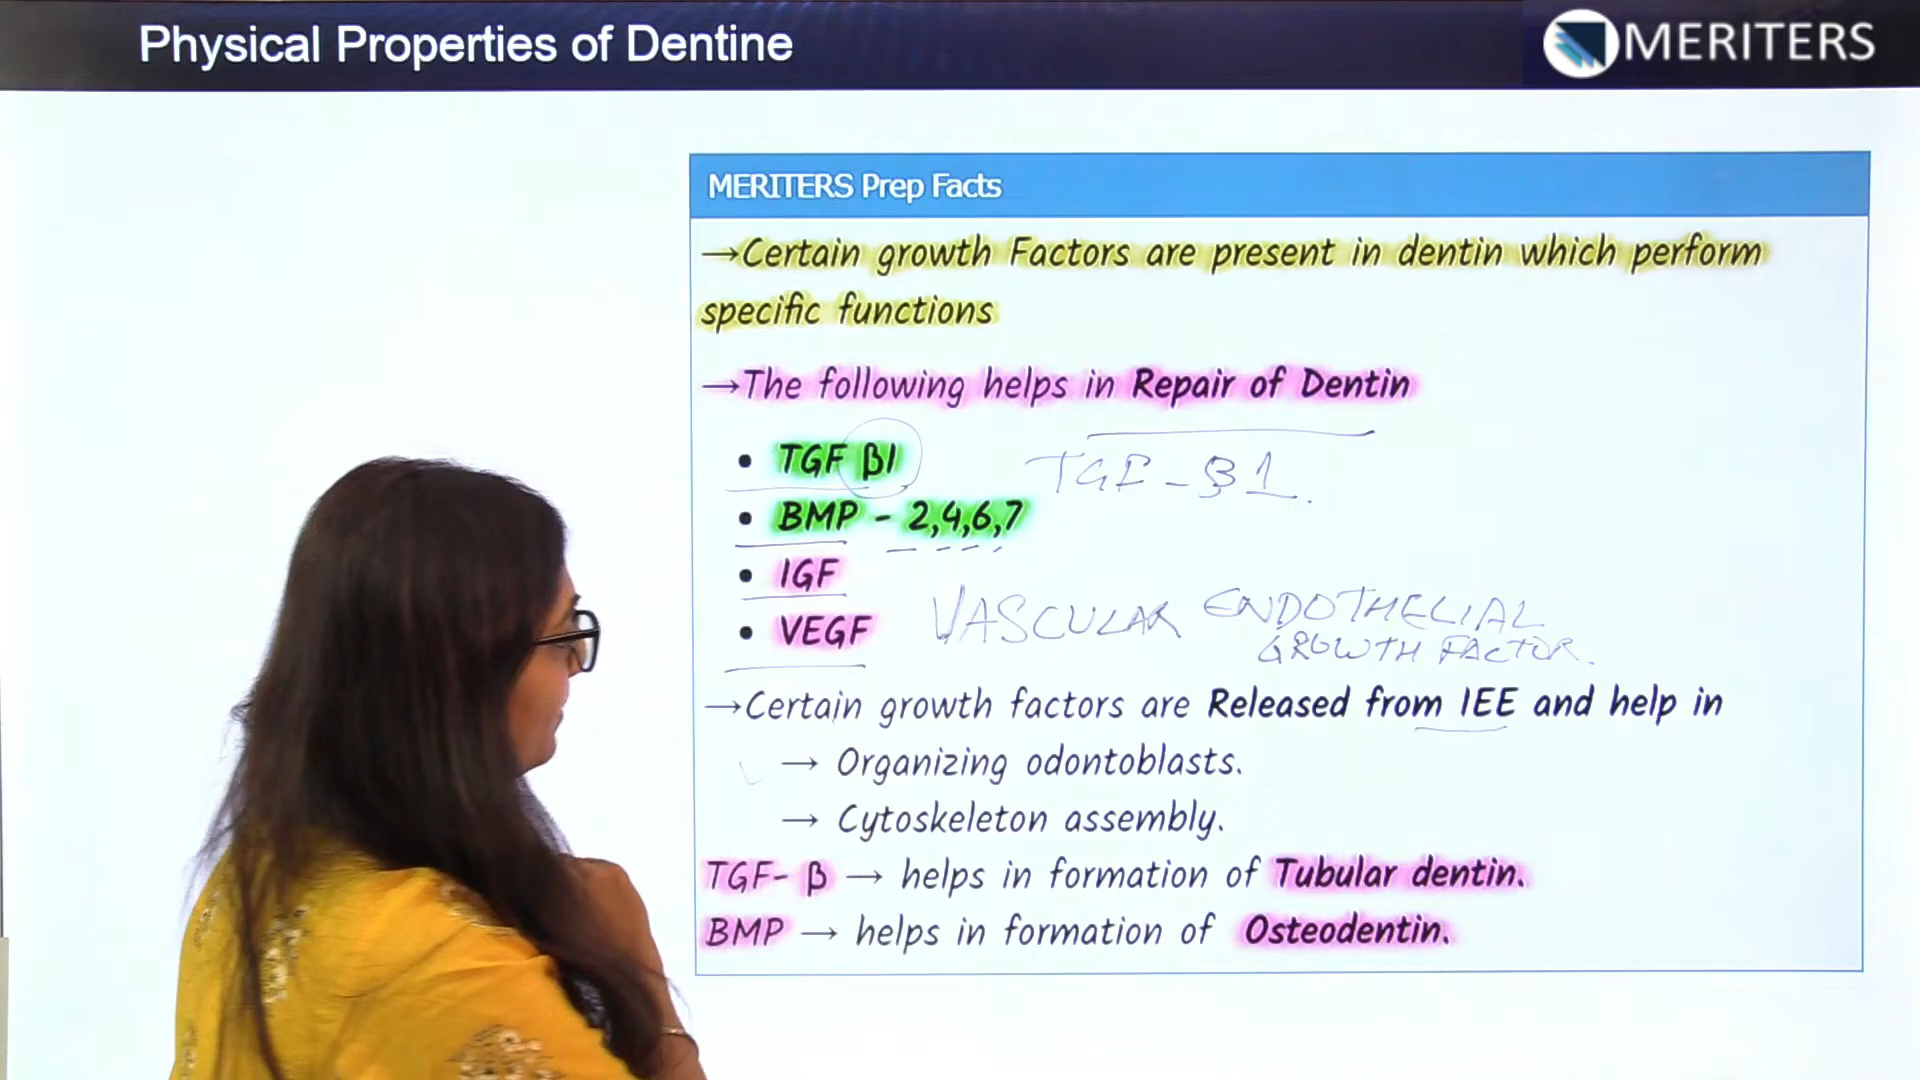 Physical Properties of Dentine
MERITERS
MERITERS Prep Facts
→Certain growth Factors are present in dentin which perform
specific functions
→The following helps in Repair of Dentin
• TGF β1
TGF - β1.
• BMP - 2,4,6,7
• IGF
• VEGF
VASCULAR ENDOTHELIAL
GROWTH FACTOR.
→Certain growth factors are Released from IEE and help in
→ Organizing odontoblasts.
→ Cytoskeleton assembly.
TGF- β → helps in formation of Tubular dentin.
BMP → helps in formation of Osteodentin.